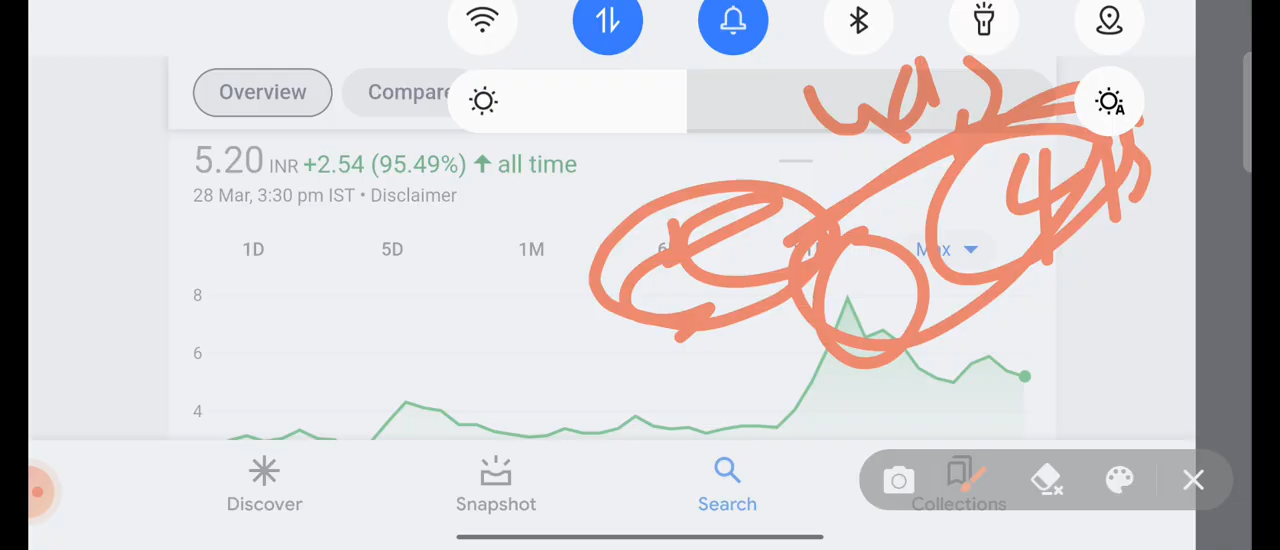 Overview Compare
5.20 INR +2.54 (95.49%) ↑ all time
28 Mar, 3:30 pm IST • Disclaimer
1D 5D 1M
8
6
4
Discover Snapshot Search Collections